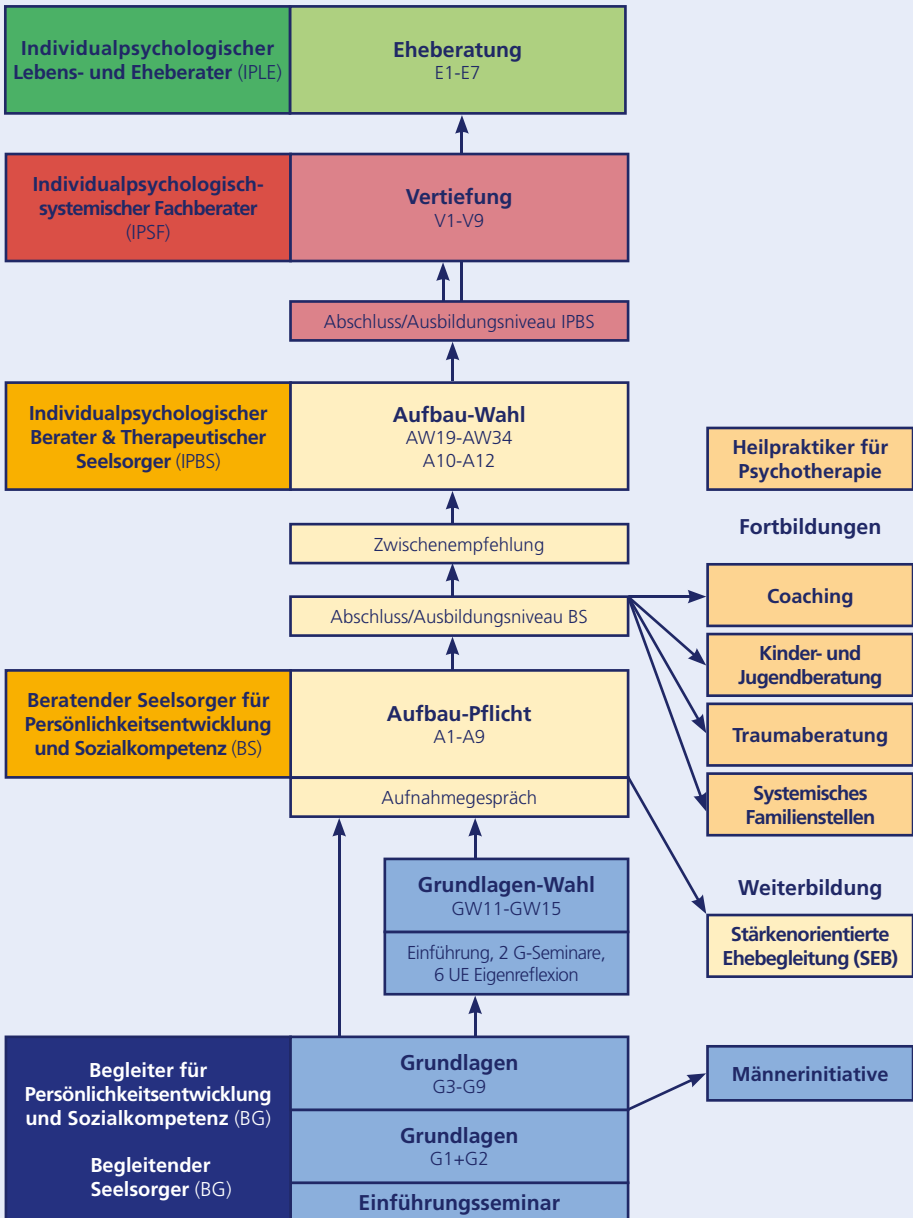 Individualpsychologischer
Lebens- und Eheberater (IPLE)
Eheberatung
E1-E7
Individualpsychologisch-
systemischer Fachberater
(IPSF)
Vertiefung
V1-V9
Abschluss/Ausbildungsniveau IPBS
Individualpsychologischer
Berater & Therapeutischer
Seelsorger (IPBS)
Aufbau-Wahl
AW19-AW34
A10-A12
Heilpraktiker für
Psychotherapie
Fortbildungen
Zwischenempfehlung
Coaching
Abschluss/Ausbildungsniveau BS
Kinder- und
Jugendberatung
Beratender Seelsorger für
Persönlichkeitsentwicklung
und Sozialkompetenz (BS)
Aufbau-Pflicht
A1-A9
Traumaberatung
Aufnahmegespräch
Systemisches
Familienstellen
Grundlagen-Wahl
GW11-GW15
Einführung, 2 G-Seminare,
6 UE Eigenreflexion
Weiterbildung
Stärkenorientierte
Ehebegleitung (SEB)
Begleiter für
Persönlichkeitsentwicklung
und Sozialkompetenz (BG)
Begleitender
Seelsorger (BG)
Grundlagen
G3-G9
Männerinitiative
Grundlagen
G1+G2
Einführungsseminar